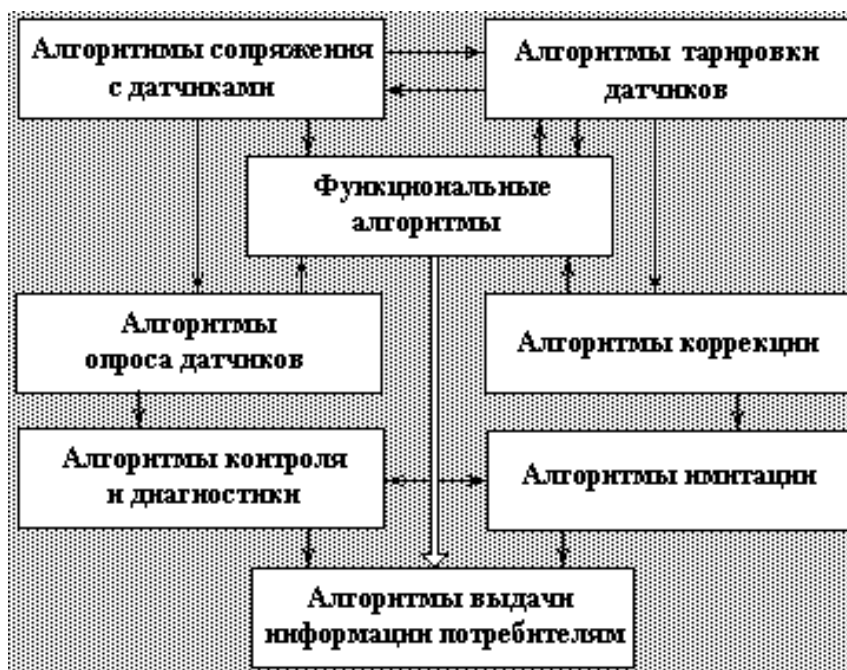 Алгоритимы сопряжения
с датчиками
Алгоритмы тарировки
датчиков
Функциональные
алгоритмы
Алгоритмы
опроса датчиков
Алгоритмы коррекции
Алгоритмы контроля
и диагностики
Алгоритмы имитации
Алгоритмы выдачи
информации потребителям